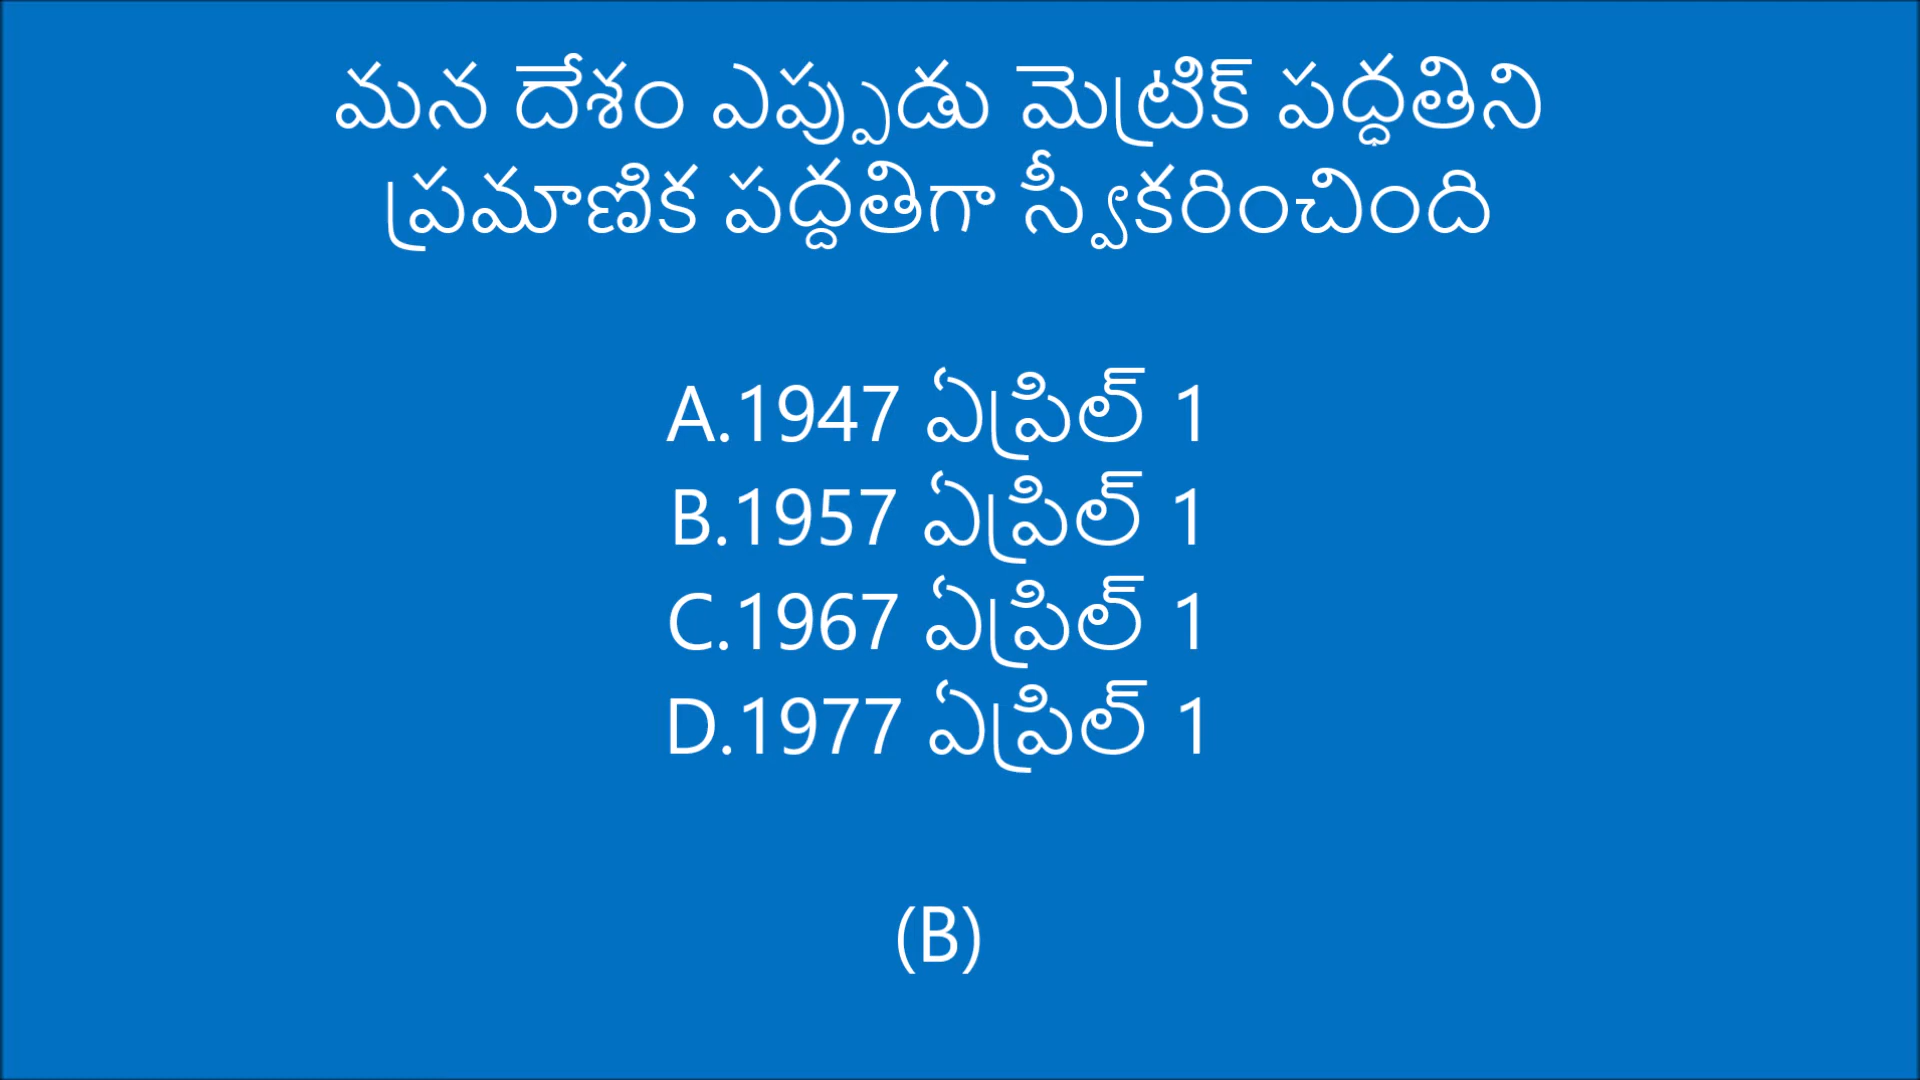 మన దేశం ఎప్పుడు మెట్రిక్ పద్ధతిని
ప్రమాణిక పద్ధతిగా స్వీకరించింది
A.1947 ఏప్రిల్ 1
B.1957 ఏప్రిల్ 1
C.1967 ఏప్రిల్ 1
D.1977 ఏప్రిల్ 1
(B)